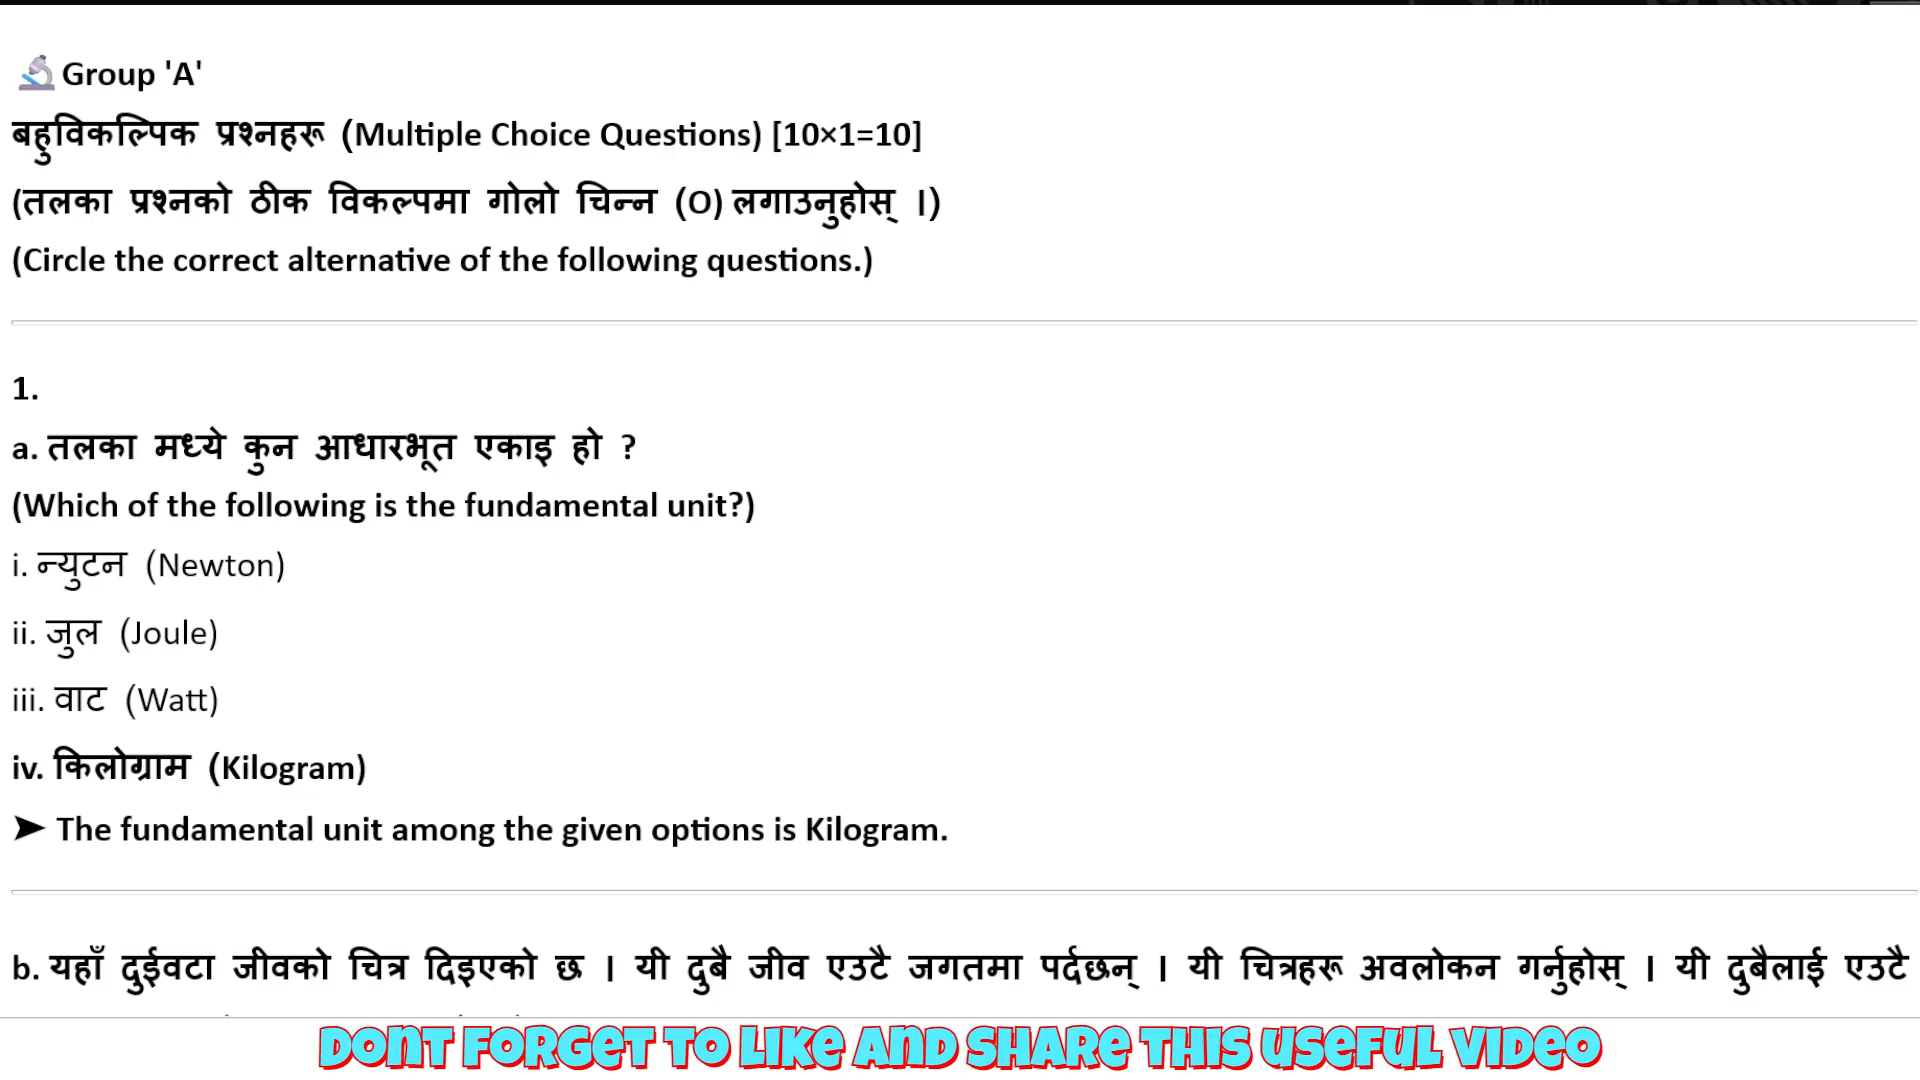 Group 'A'
बहुविकल्पिक प्रश्नहरू (Multiple Choice Questions) [10×1=10]
(तलका प्रश्नको ठीक विकल्पमा गोलो चिन्न (O) लगाउनुहोस् ।)
(Circle the correct alternative of the following questions.)
1.
a. तलका मध्ये कुन आधारभूत एकाइ हो ?
(Which of the following is the fundamental unit?)
i. न्युटन (Newton)
ii. जुल (Joule)
iii. वाट (Watt)
iv. किलोग्राम (Kilogram)
➤ The fundamental unit among the given options is Kilogram.
b. यहाँ दुईवटा जीवको चित्र दिइएको छ । यी दुबै जीव एउटै जगतमा पर्दछन् । यी चित्रहरू अवलोकन गर्नुहोस् । यी दुबैलाई एउटै
DONT FORGET TO LIKE AND SHARE THIS USEFUL VIDEO